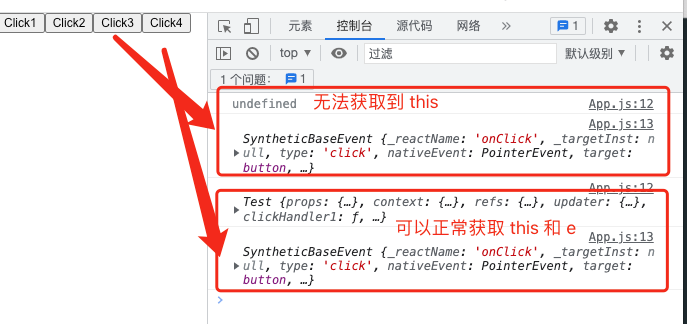 Click1 Click2 Click3 Click4
元素 控制台 源代码 网络 » 1
top ▼ 过滤 默认级别 ▼
1 个问题: 1
undefined 无法获取到 this App.js:12
App.js:13
SyntheticBaseEvent {_reactName: 'onClick', _targetInst: n
ull, type: 'click', nativeEvent: PointerEvent, target:
button, …}
App.js:12
Test {props: {…}, context: {…}, refs: {…}, updater: {…},
clickHandler1: ƒ, …}
可以正常获取 this 和 e
App.js:13
SyntheticBaseEvent {_reactName: 'onClick', _targetInst: n
ull, type: 'click', nativeEvent: PointerEvent, target:
button, …}